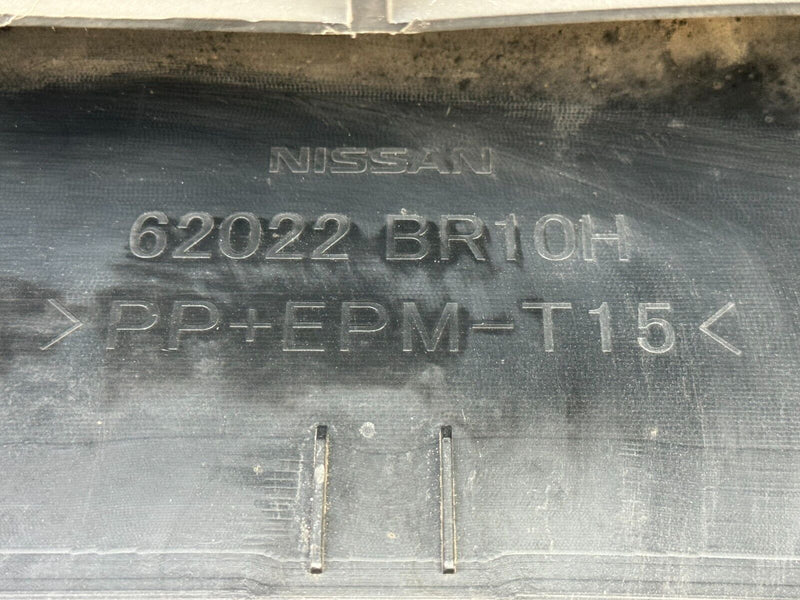 NISSAN
62022 BR10H
>PP+EPM-T15<